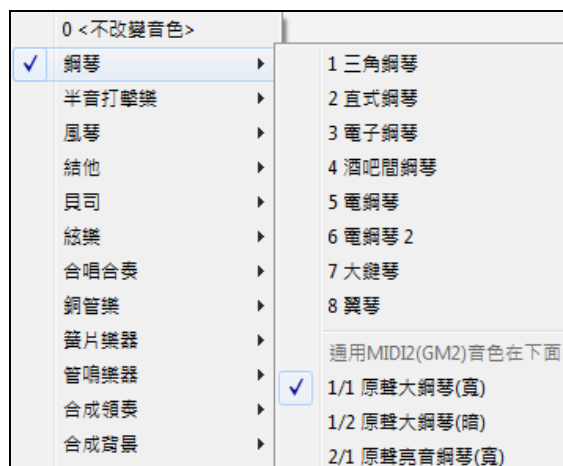 0 <不改變音色>
鋼琴
半音打擊樂
風琴
結他
貝司
絃樂
合唱合奏
銅管樂
簧片樂器
管鳴樂器
合成領奏
合成背景
1 三角鋼琴
2 直式鋼琴
3 電子鋼琴
4 酒吧間鋼琴
5 電鋼琴
6 電鋼琴 2
7 大鍵琴
8 翼琴
通用MIDI2(GM2)音色在下面
1/1 原聲大鋼琴(寬)
1/2 原聲大鋼琴(暗)
2/1 原聲亮音鋼琴(寬)